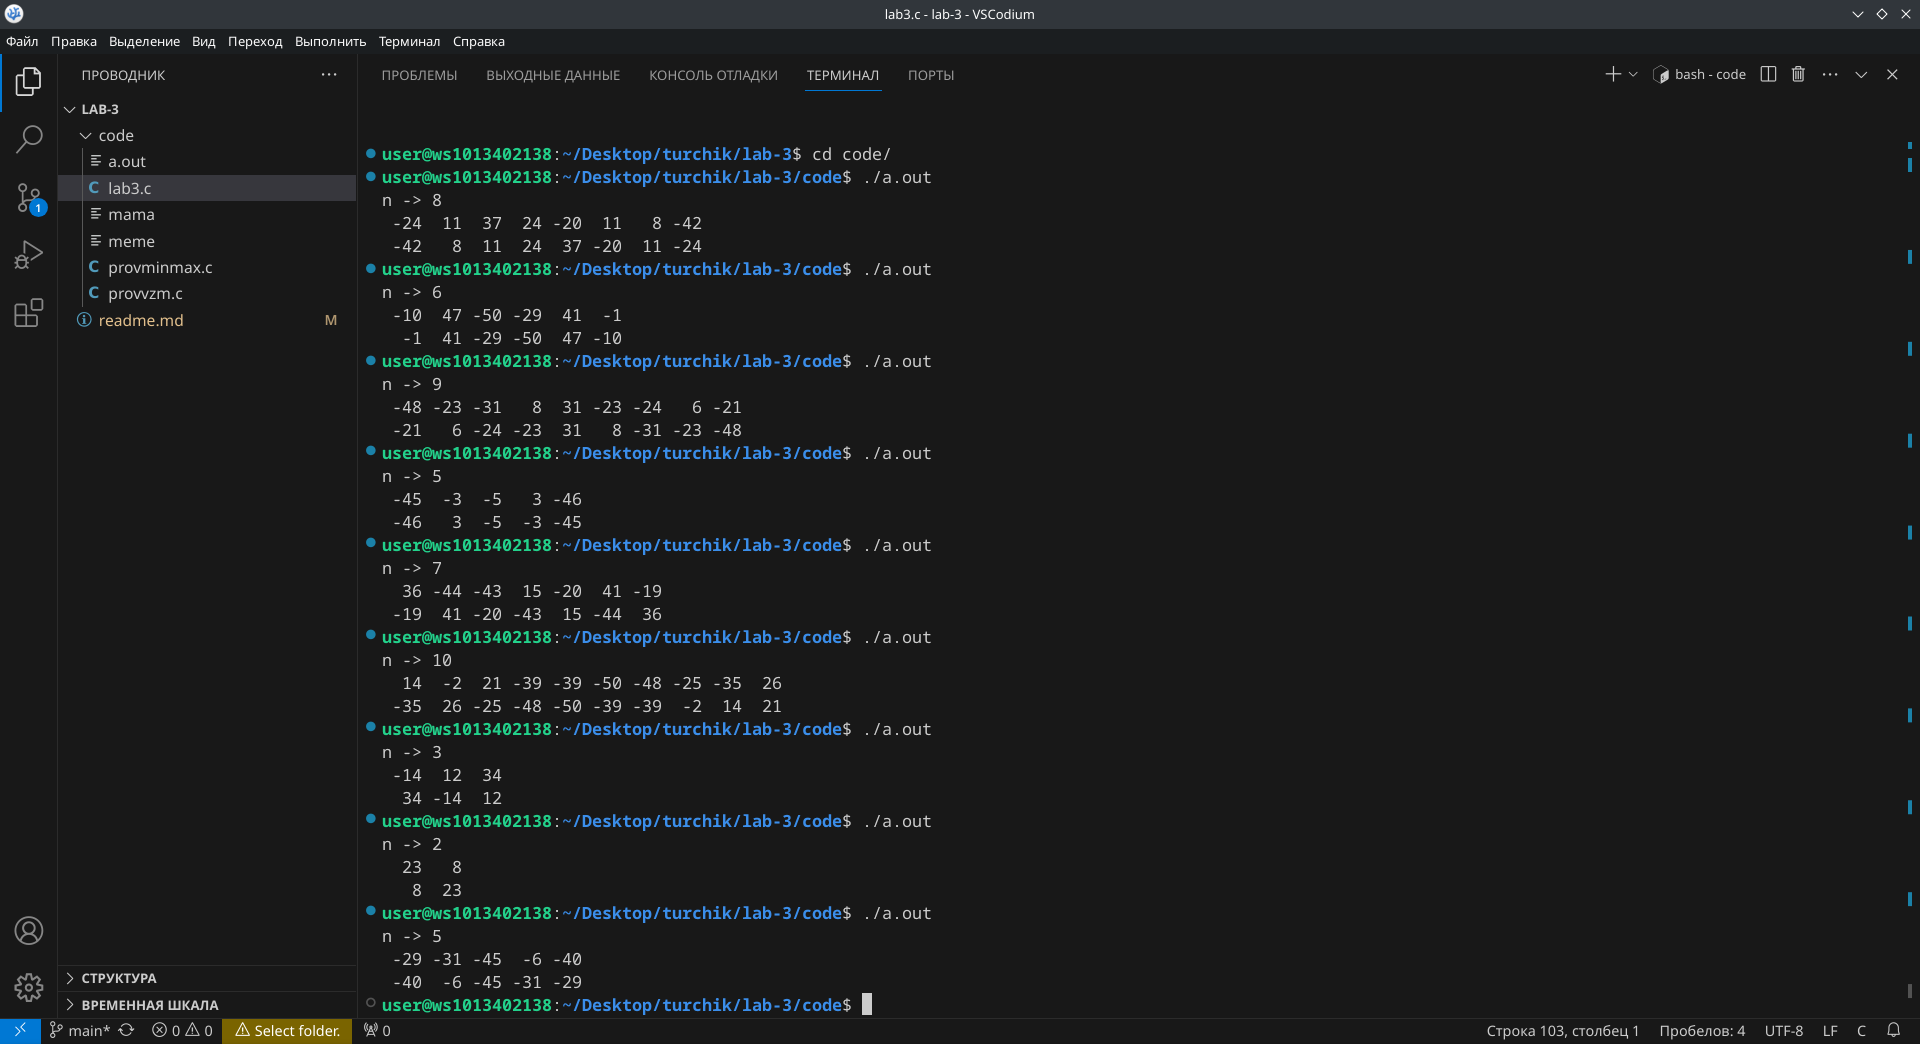 lab3.c - lab-3 - VSCodium
Файл Правка Выделение Вид Переход Выполнить Терминал Справка
ПРОВОДНИК
LAB-3
code
a.out
C lab3.c
mama
meme
C provminmax.c
C provvzm.c
readme.md M
СТРУКТУРА
ВРЕМЕННАЯ ШКАЛА
1
ПРОБЛЕМЫ ВЫХОДНЫЕ ДАННЫЕ КОНСОЛЬ ОТЛАДКИ ТЕРМИНАЛ ПОРТЫ
bash - code
user@ws1013402138:~/Desktop/turchik/lab-3$ cd code/
user@ws1013402138:~/Desktop/turchik/lab-3/code$ ./a.out
n -> 8
-24 11 37 24 -20 11 8 -42
-42 8 11 24 37 -20 11 -24
user@ws1013402138:~/Desktop/turchik/lab-3/code$ ./a.out
n -> 6
-10 47 -50 -29 41 -1
-1 41 -29 -50 47 -10
user@ws1013402138:~/Desktop/turchik/lab-3/code$ ./a.out
n -> 9
-48 -23 -31 8 31 -23 -24 6 -21
-21 6 -24 -23 31 8 -31 -23 -48
user@ws1013402138:~/Desktop/turchik/lab-3/code$ ./a.out
n -> 5
-45 -3 -5 3 -46
-46 3 -5 -3 -45
user@ws1013402138:~/Desktop/turchik/lab-3/code$ ./a.out
n -> 7
36 -44 -43 15 -20 41 -19
-19 41 -20 -43 15 -44 36
user@ws1013402138:~/Desktop/turchik/lab-3/code$ ./a.out
n -> 10
14 -2 21 -39 -39 -50 -48 -25 -35 26
-35 26 -25 -48 -50 -39 -39 -2 14 21
user@ws1013402138:~/Desktop/turchik/lab-3/code$ ./a.out
n -> 3
-14 12 34
34 -14 12
user@ws1013402138:~/Desktop/turchik/lab-3/code$ ./a.out
n -> 2
23 8
8 23
user@ws1013402138:~/Desktop/turchik/lab-3/code$ ./a.out
n -> 5
-29 -31 -45 -6 -40
-40 -6 -45 -31 -29
user@ws1013402138:~/Desktop/turchik/lab-3/code$
main* 0 0 Select folder. 0 Строка 103, столбец 1 Пробелов: 4 UTF-8 LF C